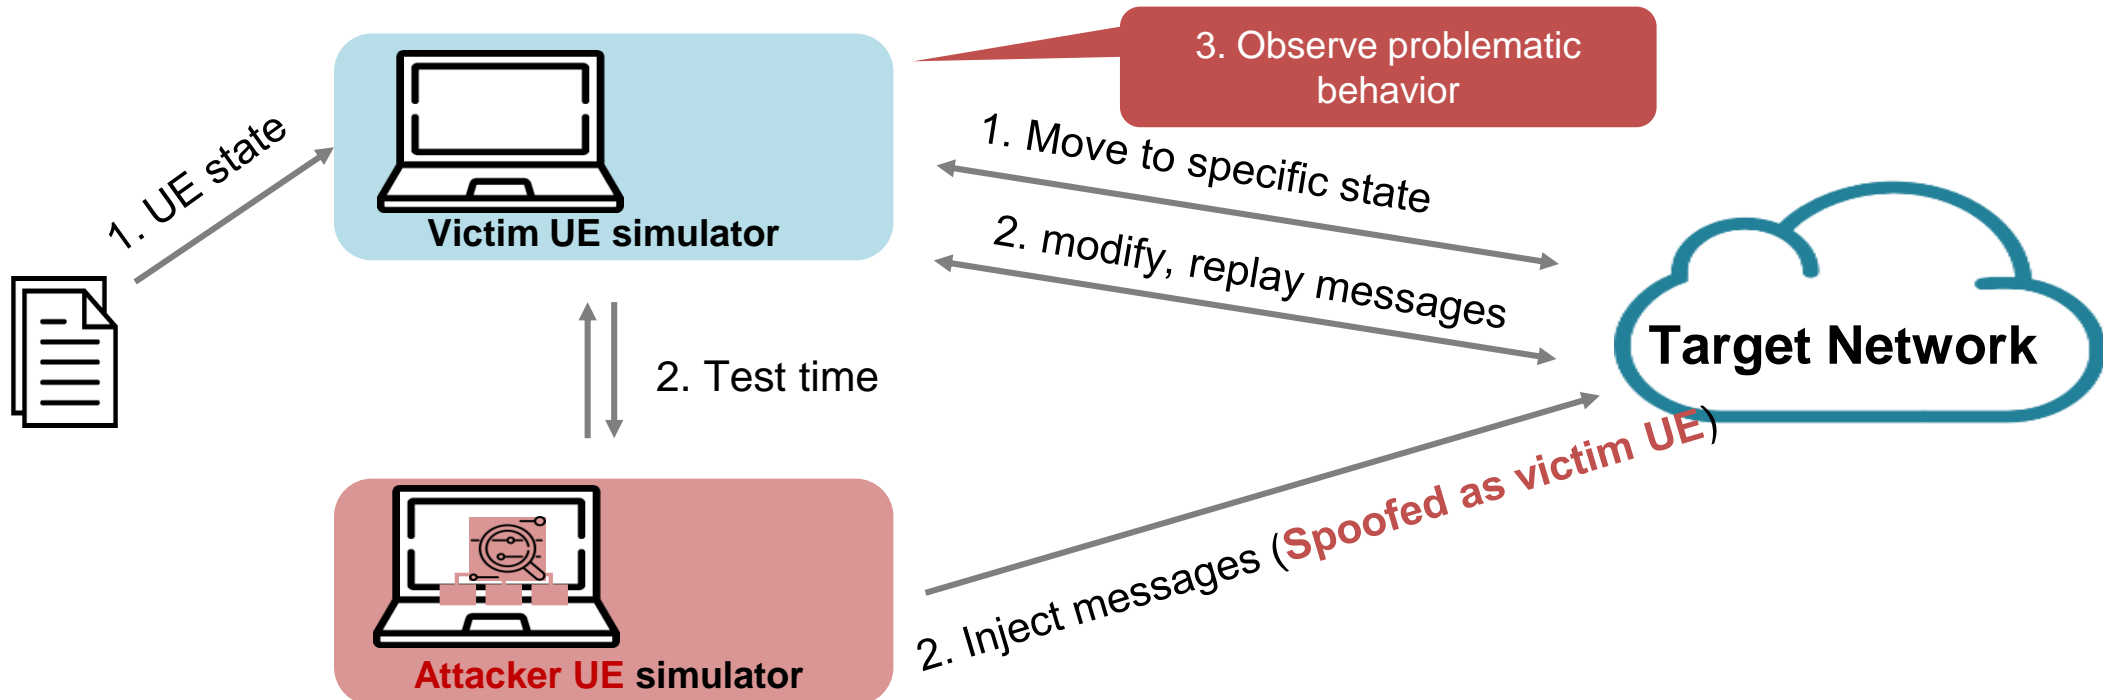 3. Observe problematic
behavior
1. UE state
Victim UE simulator
1. Move to specific state
2. modify, replay messages
Target Network
2. Test time
2. Inject messages (Spoofed as victim UE)
Attacker UE simulator